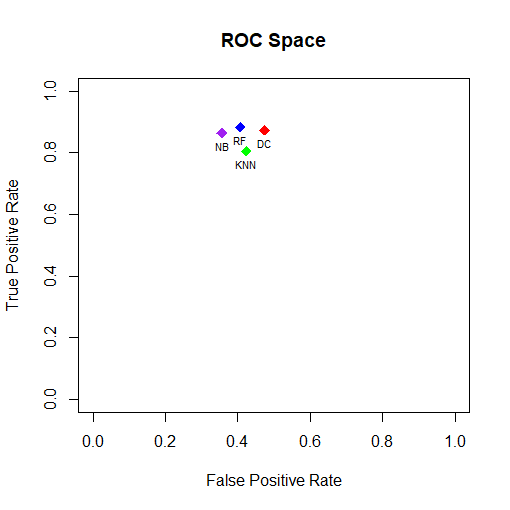 ROC Space
True Positive Rate
1.0
0.8
0.6
0.4
0.2
0.0
NB
RF
DC
KNN
0.0 0.2 0.4 0.6 0.8 1.0
False Positive Rate